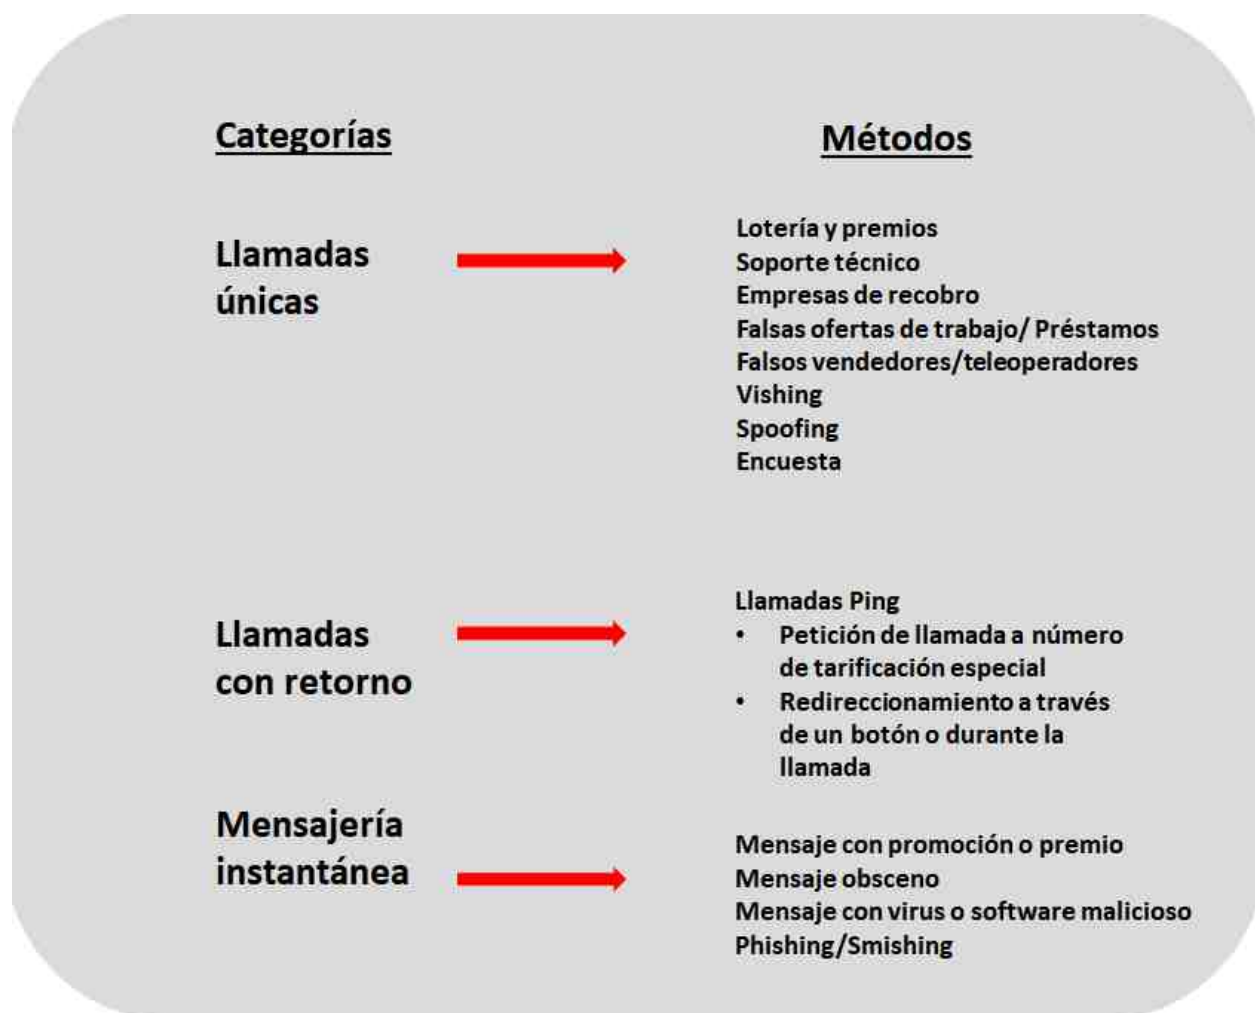 Categorías
Métodos
Llamadas
únicas
Lotería y premios
Soporte técnico
Empresas de recobro
Falsas ofertas de trabajo/ Préstamos
Falsos vendedores/teleoperadores
Vishing
Spoofing
Encuesta
Llamadas
con retorno
Llamadas Ping
• Petición de llamada a número
de tarificación especial
• Redireccionamiento a través
de un botón o durante la
llamada
Mensajería
instantánea
Mensaje con promoción o premio
Mensaje obsceno
Mensaje con virus o software malicioso
Phishing/Smishing